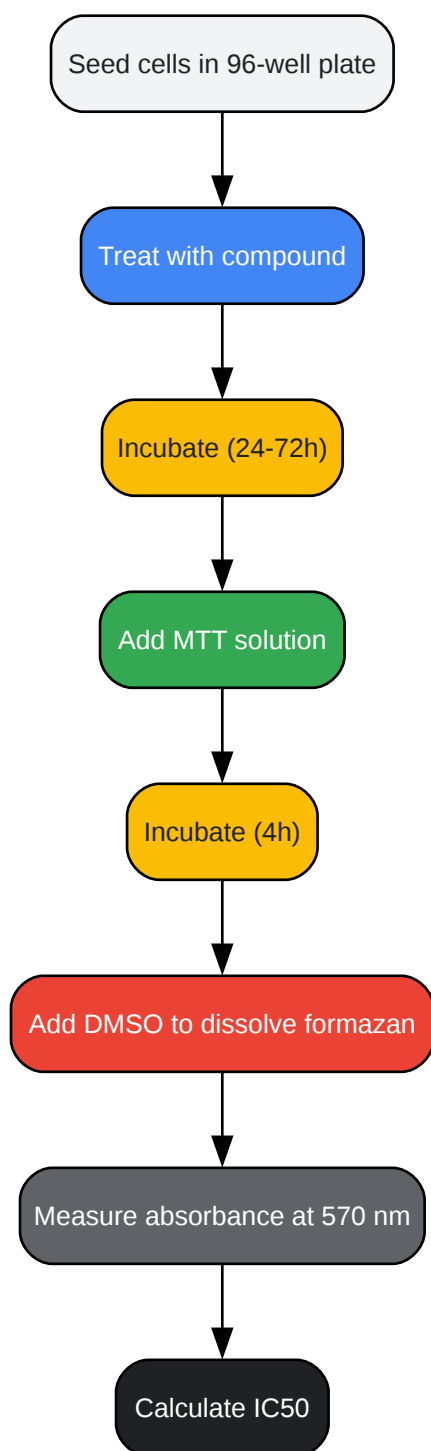 Seed cells in 96-well plate
Treat with compound
Incubate (24-72h)
Add MTT solution
Incubate (4h)
Add DMSO to dissolve formazan
Measure absorbance at 570 nm
Calculate IC50